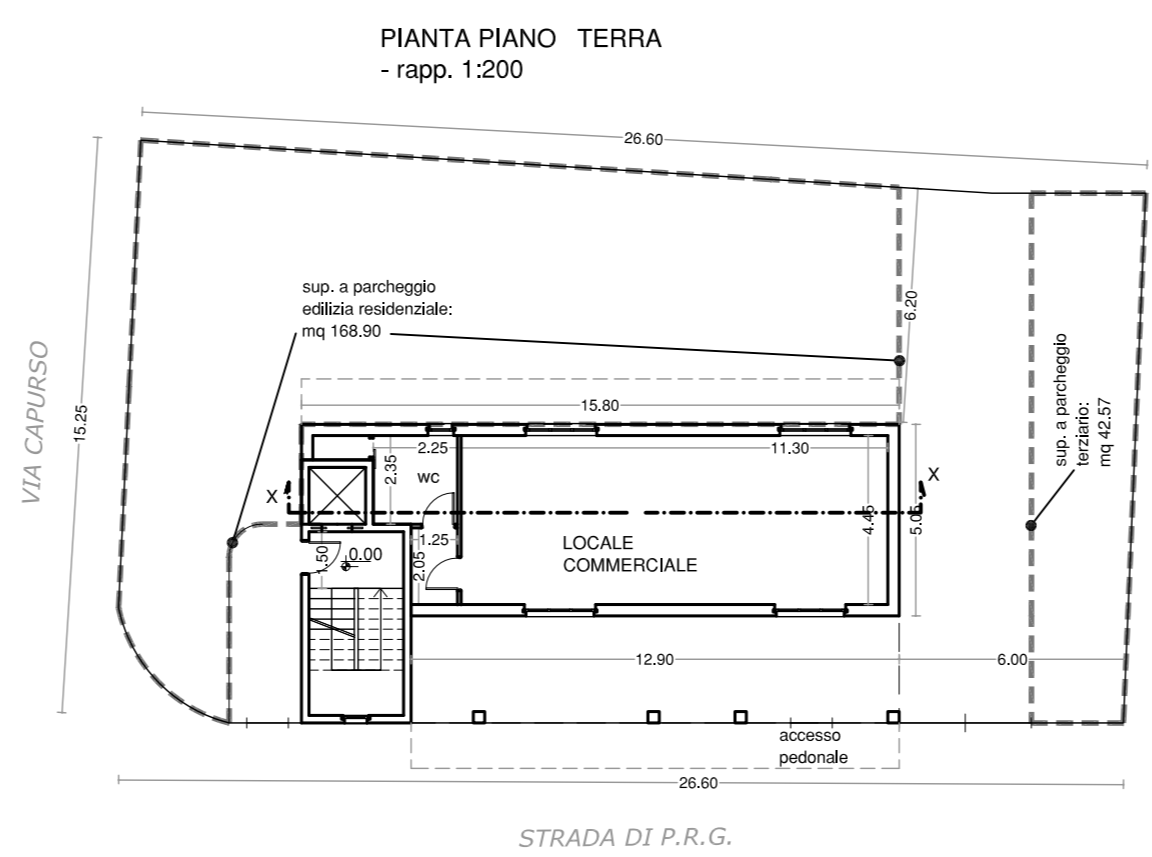 PIANTA PIANO TERRA
- rapp. 1:200
26.60
sup. a parcheggio
edilizia residenziale:
mq 168.90
6.20
VIA CAPURSO
15.25
sup. a parcheggio
terziario:
mq 42.57
15.80
2.25
11.30
2.35
wc
X
X
4.45
5.05
1.25
LOCALE
COMMERCIALE
1.50
0.00
2.05
12.90
6.00
accesso
pedonale
26.60
STRADA DI P.R.G.